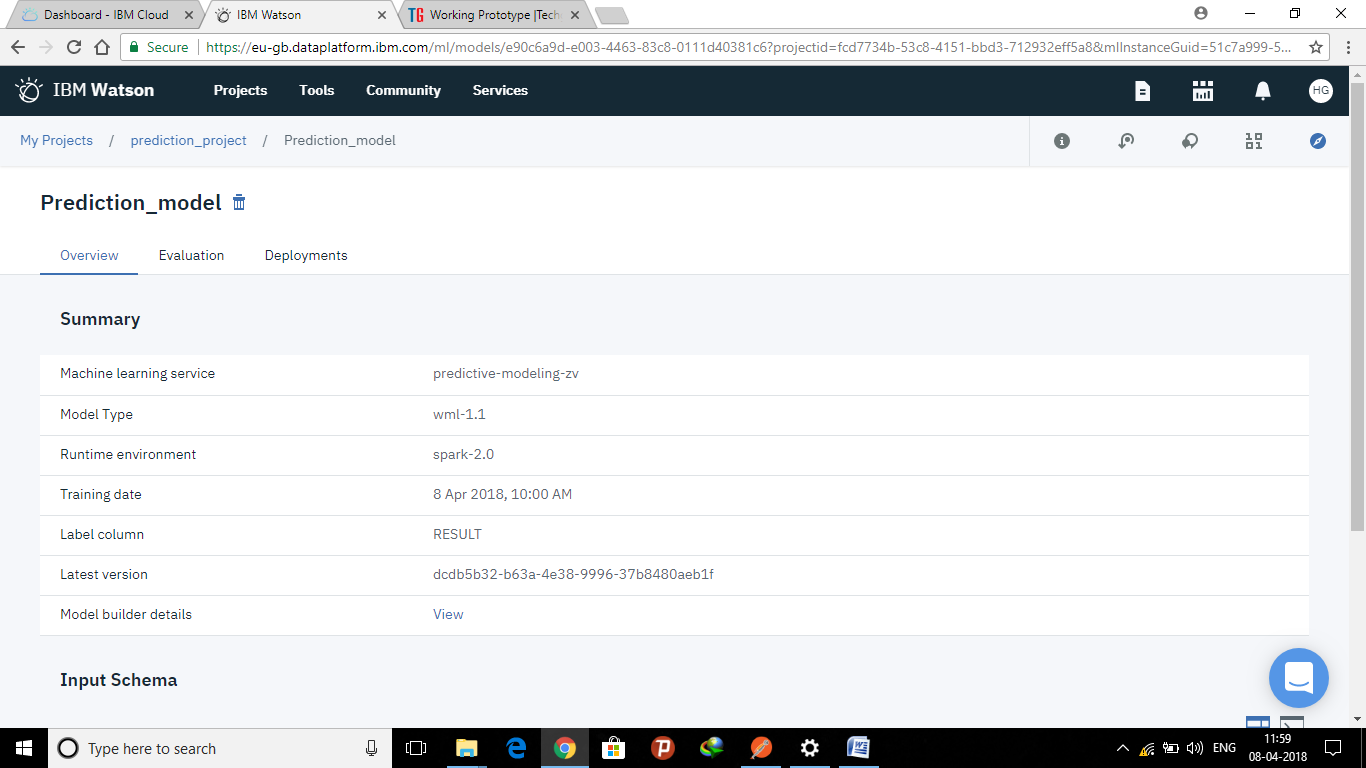 Dashboard - IBM Cloud
IBM Watson
Working Prototype |Tech
Secure
https://eu-gb.dataplatform.ibm.com/ml/models/e90c6a9d-e003-4463-83c8-0111d40381c6?projectid=fcd7734b-53c8-4151-bbd3-712932eff5a8&mlInstanceGuid=51c7a999-5...
IBM Watson
Projects
Tools
Community
Services
HG
My Projects / prediction_project / Prediction_model
Prediction_model
Overview
Evaluation
Deployments
Summary
Machine learning service predictive-modeling-zv
Model Type wml-1.1
Runtime environment spark-2.0
Training date 8 Apr 2018, 10:00 AM
Label column RESULT
Latest version dcdb5b32-b63a-4e38-9996-37b8480aeb1f
Model builder details View
Input Schema
Type here to search
ENG
11:59
08-04-2018